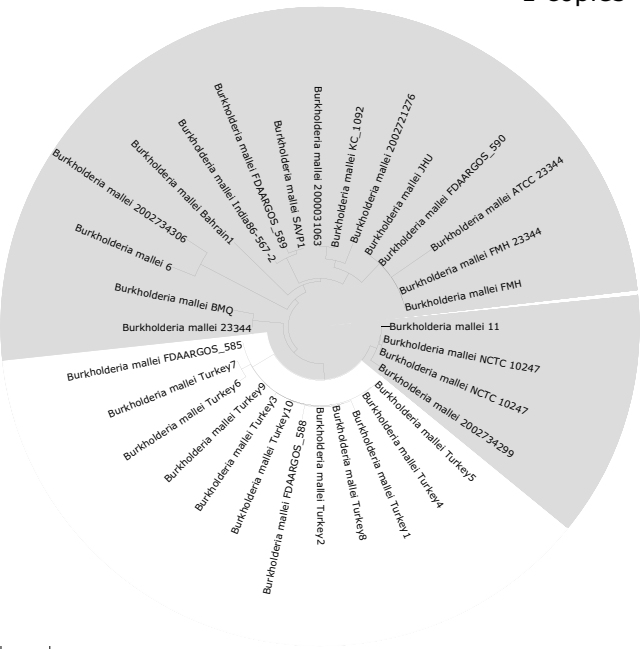 Burkholderia mallei 23344
Burkholderia mallei BMQ
Burkholderia mallei 6
Burkholderia mallei 2002734306
Burkholderia mallei Bahrain1
Burkholderia mallei India86-567-2
Burkholderia mallei FDAARGOS_589
Burkholderia mallei SAVP1
Burkholderia mallei 2000031063
Burkholderia mallei KC_1092
Burkholderia mallei 2002721276
Burkholderia mallei JHU
Burkholderia mallei FDAARGOS_590
Burkholderia mallei ATCC 23344
Burkholderia mallei FMH 23344
Burkholderia mallei FMH
Burkholderia mallei 11
Burkholderia mallei NCTC 10247
Burkholderia mallei NCTC 10247
Burkholderia mallei 2002734299
Burkholderia mallei Turkey5
Burkholderia mallei Turkey4
Burkholderia mallei Turkey1
Burkholderia mallei Turkey8
Burkholderia mallei Turkey2
Burkholderia mallei FDAARGOS_588
Burkholderia mallei Turkey10
Burkholderia mallei Turkey3
Burkholderia mallei Turkey9
Burkholderia mallei Turkey6
Burkholderia mallei Turkey7
Burkholderia mallei FDAARGOS_585